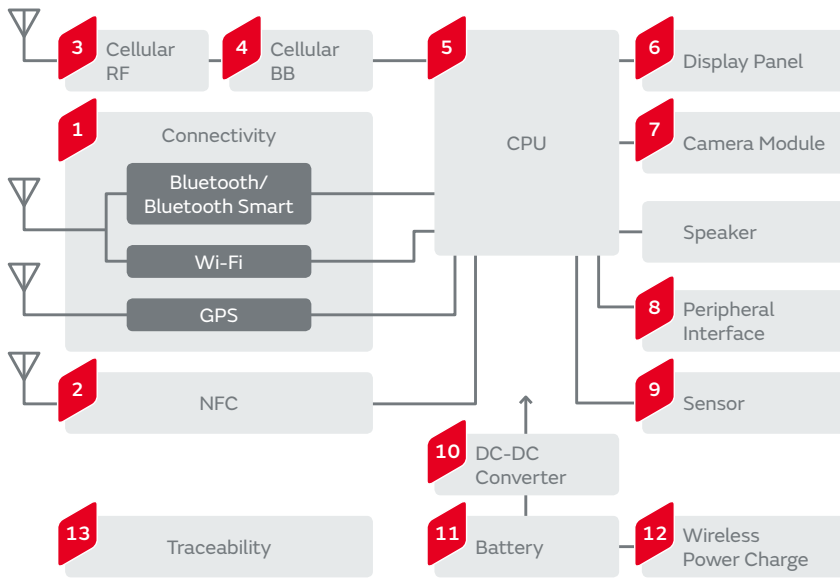 3
Cellular
RF
4
Cellular
BB
5
CPU
6
Display Panel
1
Connectivity
Bluetooth/
Bluetooth Smart
Wi-Fi
GPS
7
Camera Module
Speaker
8
Peripheral
Interface
2
NFC
9
Sensor
10
DC-DC
Converter
13
Traceability
11
Battery
12
Wireless
Power Charge